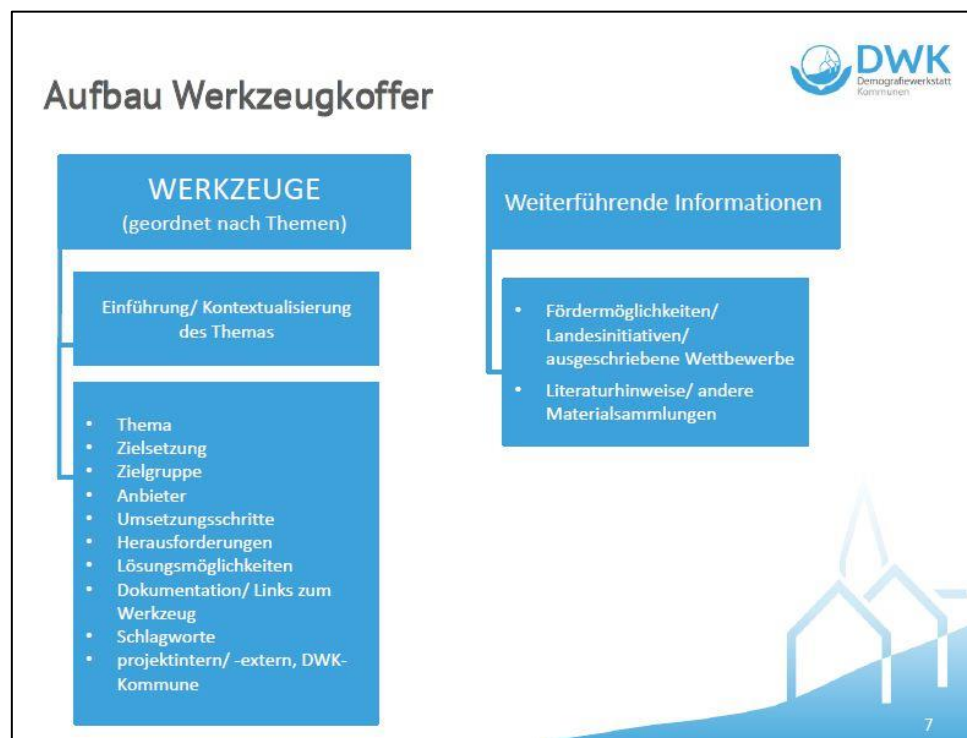 DWK
Demografiewerkstatt
Kommunen
Aufbau Werkzeugkoffer
WERKZEUGE
(geordnet nach Themen)
Einführung/ Kontextualisierung
des Themas
• Thema
• Zielsetzung
• Zielgruppe
• Anbieter
• Umsetzungsschritte
• Herausforderungen
• Lösungsmöglichkeiten
• Dokumentation/ Links zum
Werkzeug
• Schlagworte
• projektintern/ -extern, DWK-
Kommune
Weiterführende Informationen
• Fördermöglichkeiten/
Landesinitiativen/
ausgeschriebene Wettbewerbe
• Literaturhinweise/ andere
Materialsammlungen
7